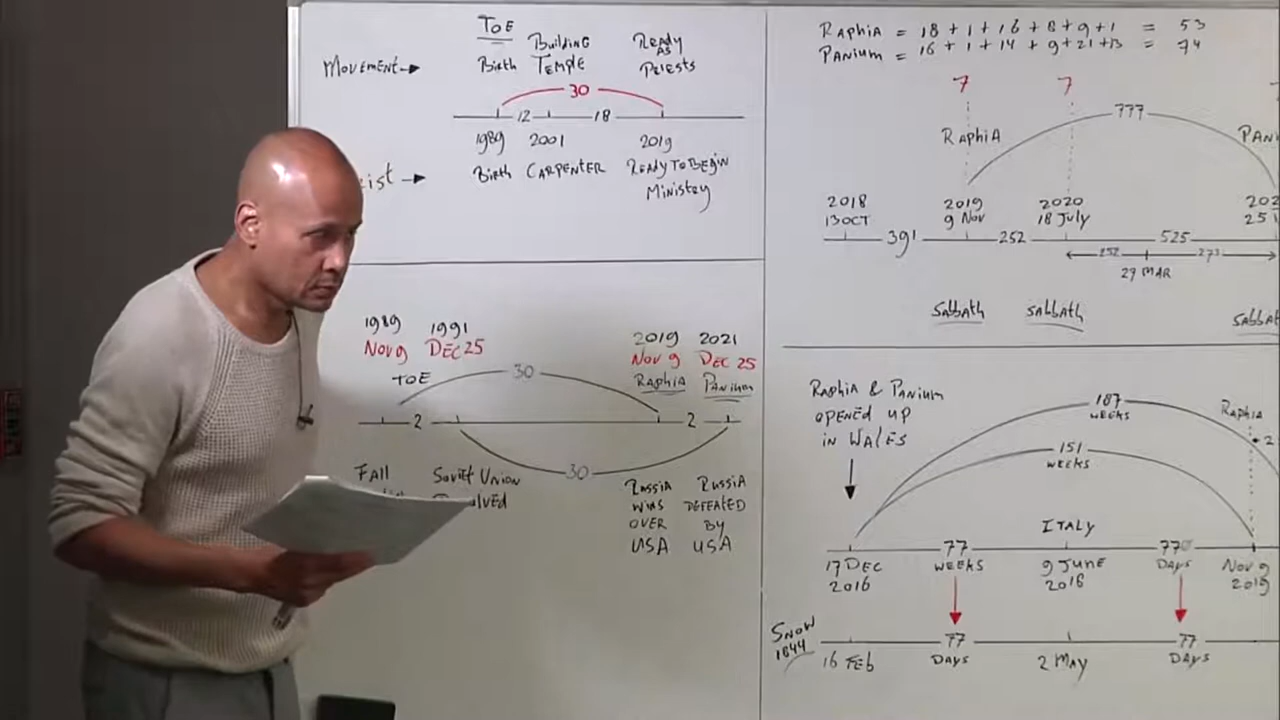 ToE Building Ready
As
Movement Birth Temple Priests
30
12 18
1989 2001 2019
ist Birth Carpenter Ready To Begin
Ministry
1989 1991 2019 2021
Nov 9 Dec 25 Nov 9 Dec 25
ToE 30 Raphia Panium
2 2
30
Fall Soviet Union Russia Russia
lved wins defeated
over by
USA USA
Raphia = 18 + 1 + 16 + 8 + 9 + 1 = 53
Panium = 16 + 1 + 14 + 9 + 21 + 13 = 74
7 7
777
Raphia Pani
2018 2019 2020 202
13 Oct 9 Nov 18 July 25
391 252 525
252 273
29 Mar
Sabbath Sabbath Sabbat
Raphia & Panium
opened up
in Wales
187
weeks
Raphia
2
151
weeks
Italy
77 770
17 Dec weeks 9 June Days Nov 9
2016 2018 2019
Snow
1844
77 77
16 Feb Days 2 May Days